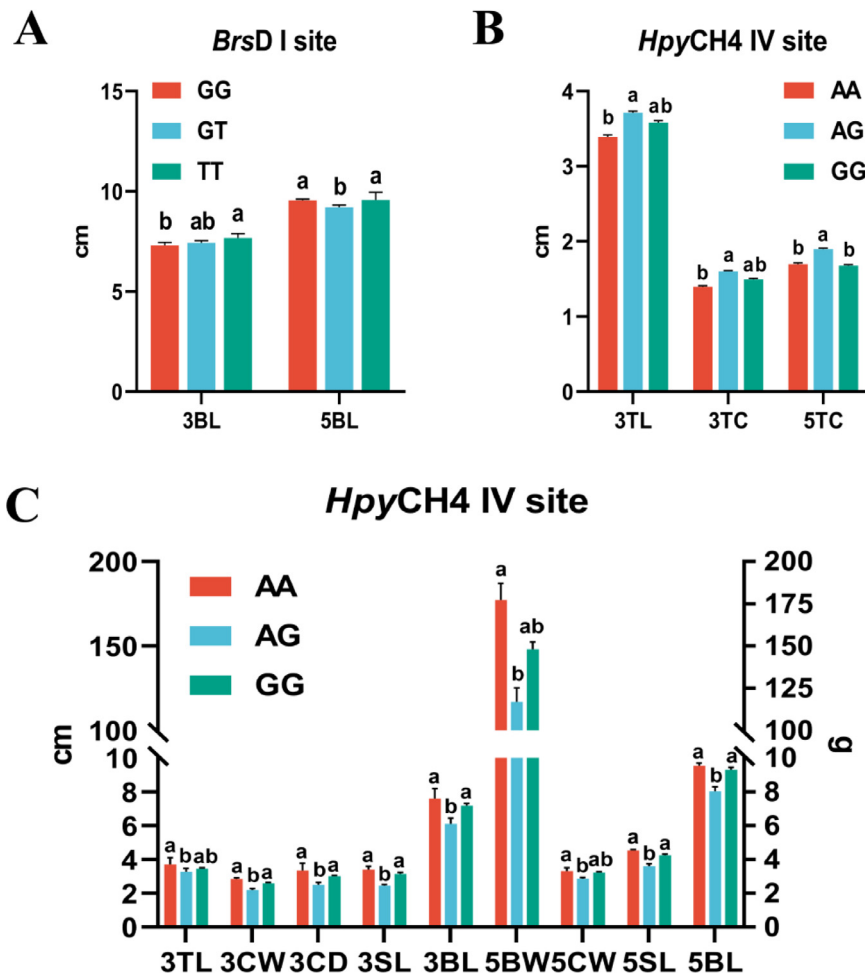 A
BrsD I site
15
10
5
0
cm
GG
GT
TT
b ab a
a b a
3BL 5BL
B
HpyCH4 IV site
4
3
2
1
0
cm
AA
AG
GG
b a ab
b a ab
b a b
3TL 3TC 5TC
C
HpyCH4 IV site
200
150
100
10
8
6
4
2
0
cm
AA
AG
GG
a b ab
a b a
a b a
a b a
a b a
a b ab
a b ab
a b a
a b a
200
175
150
125
100
10
8
6
4
2
0
g
3TL 3CW 3CD 3SL 3BL 5BW 5CW 5SL 5BL